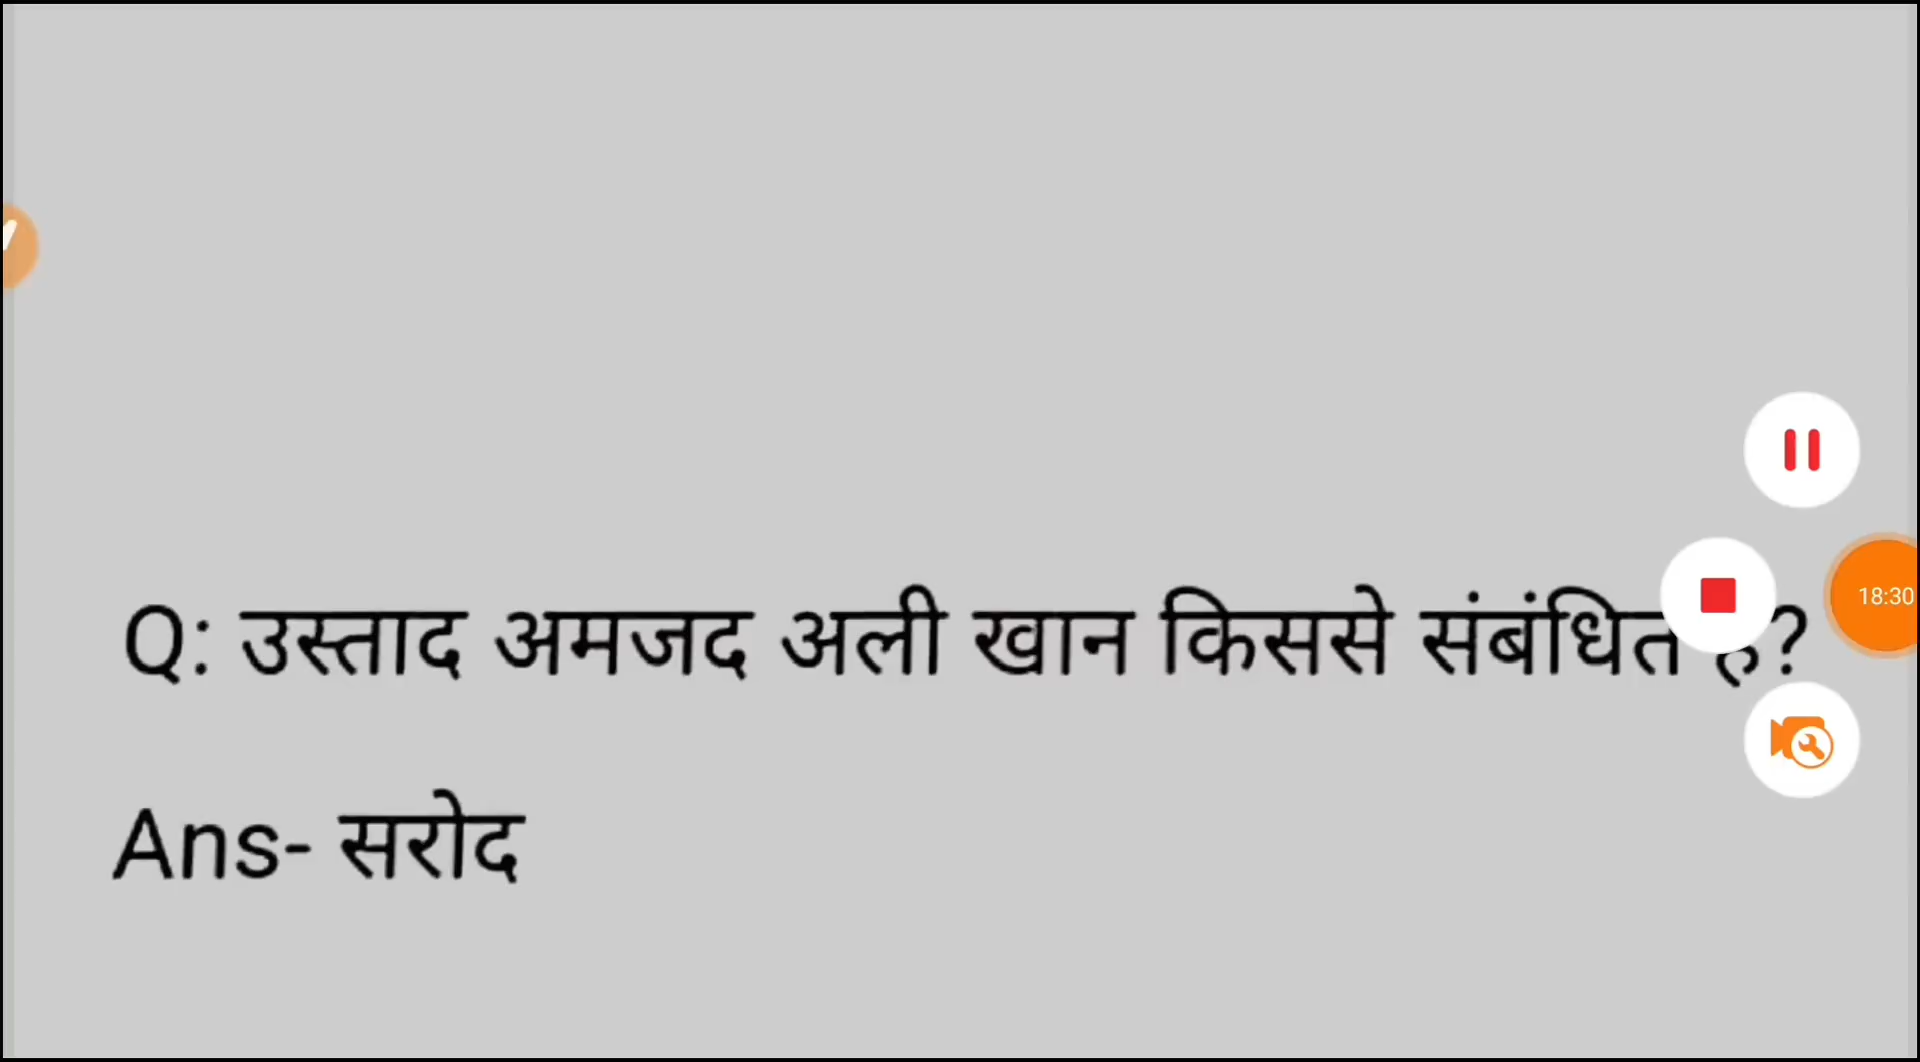 Q: उस्ताद अमजद अली खान किससे संबंधित ?
18:30
Ans- सरोद